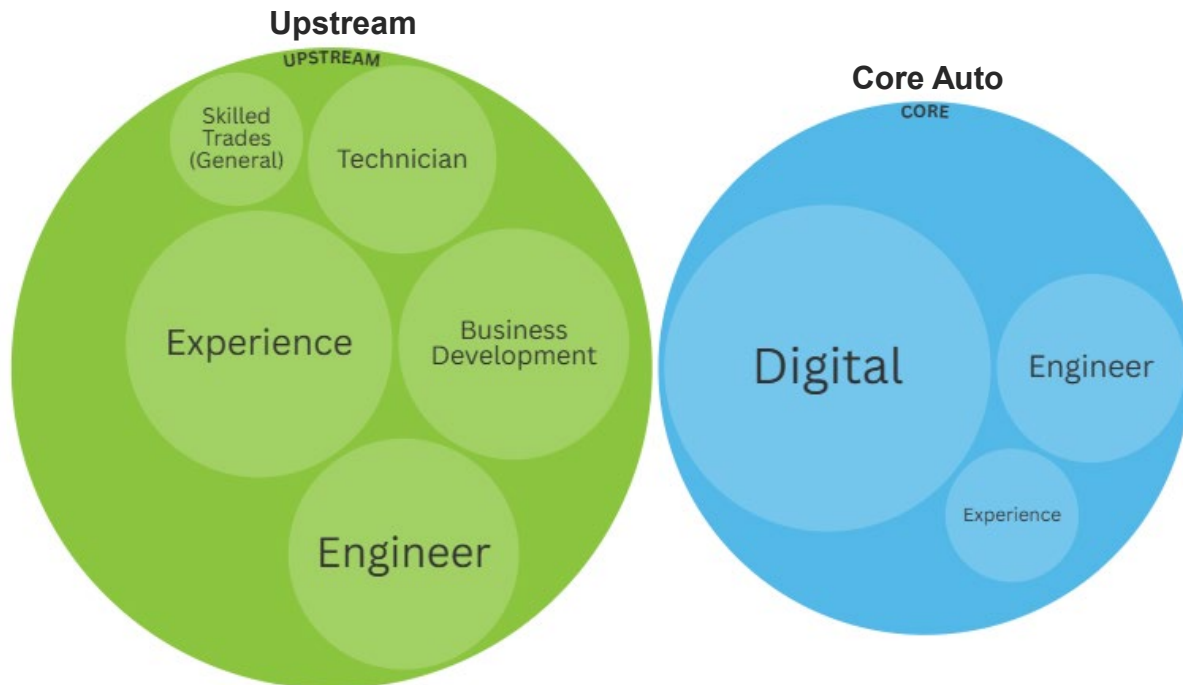 Upstream
UPSTREAM
Skilled
Trades
(General)
Technician
Experience
Business
Development
Engineer
Core Auto
CORE
Digital
Engineer
Experience